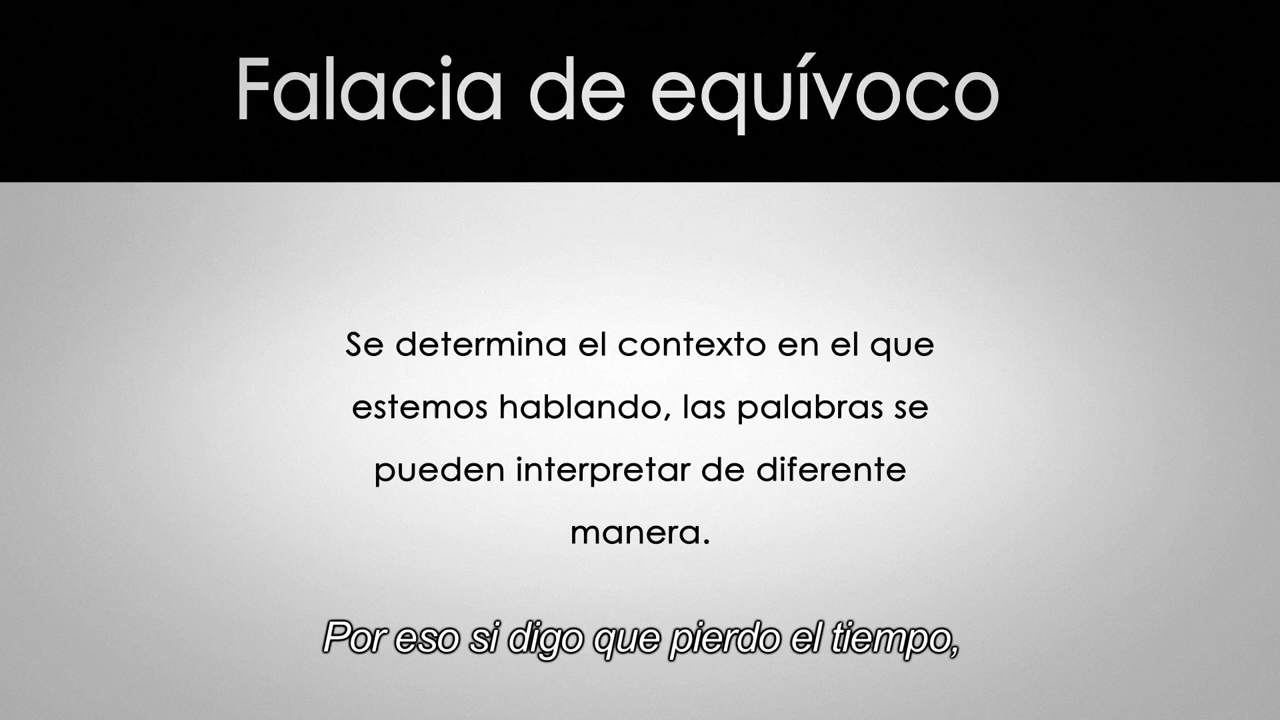 Falacia de equívoco
Se determina el contexto en el que
estemos hablando, las palabras se
pueden interpretar de diferente
manera.
Por eso si digo que pierdo el tiempo,